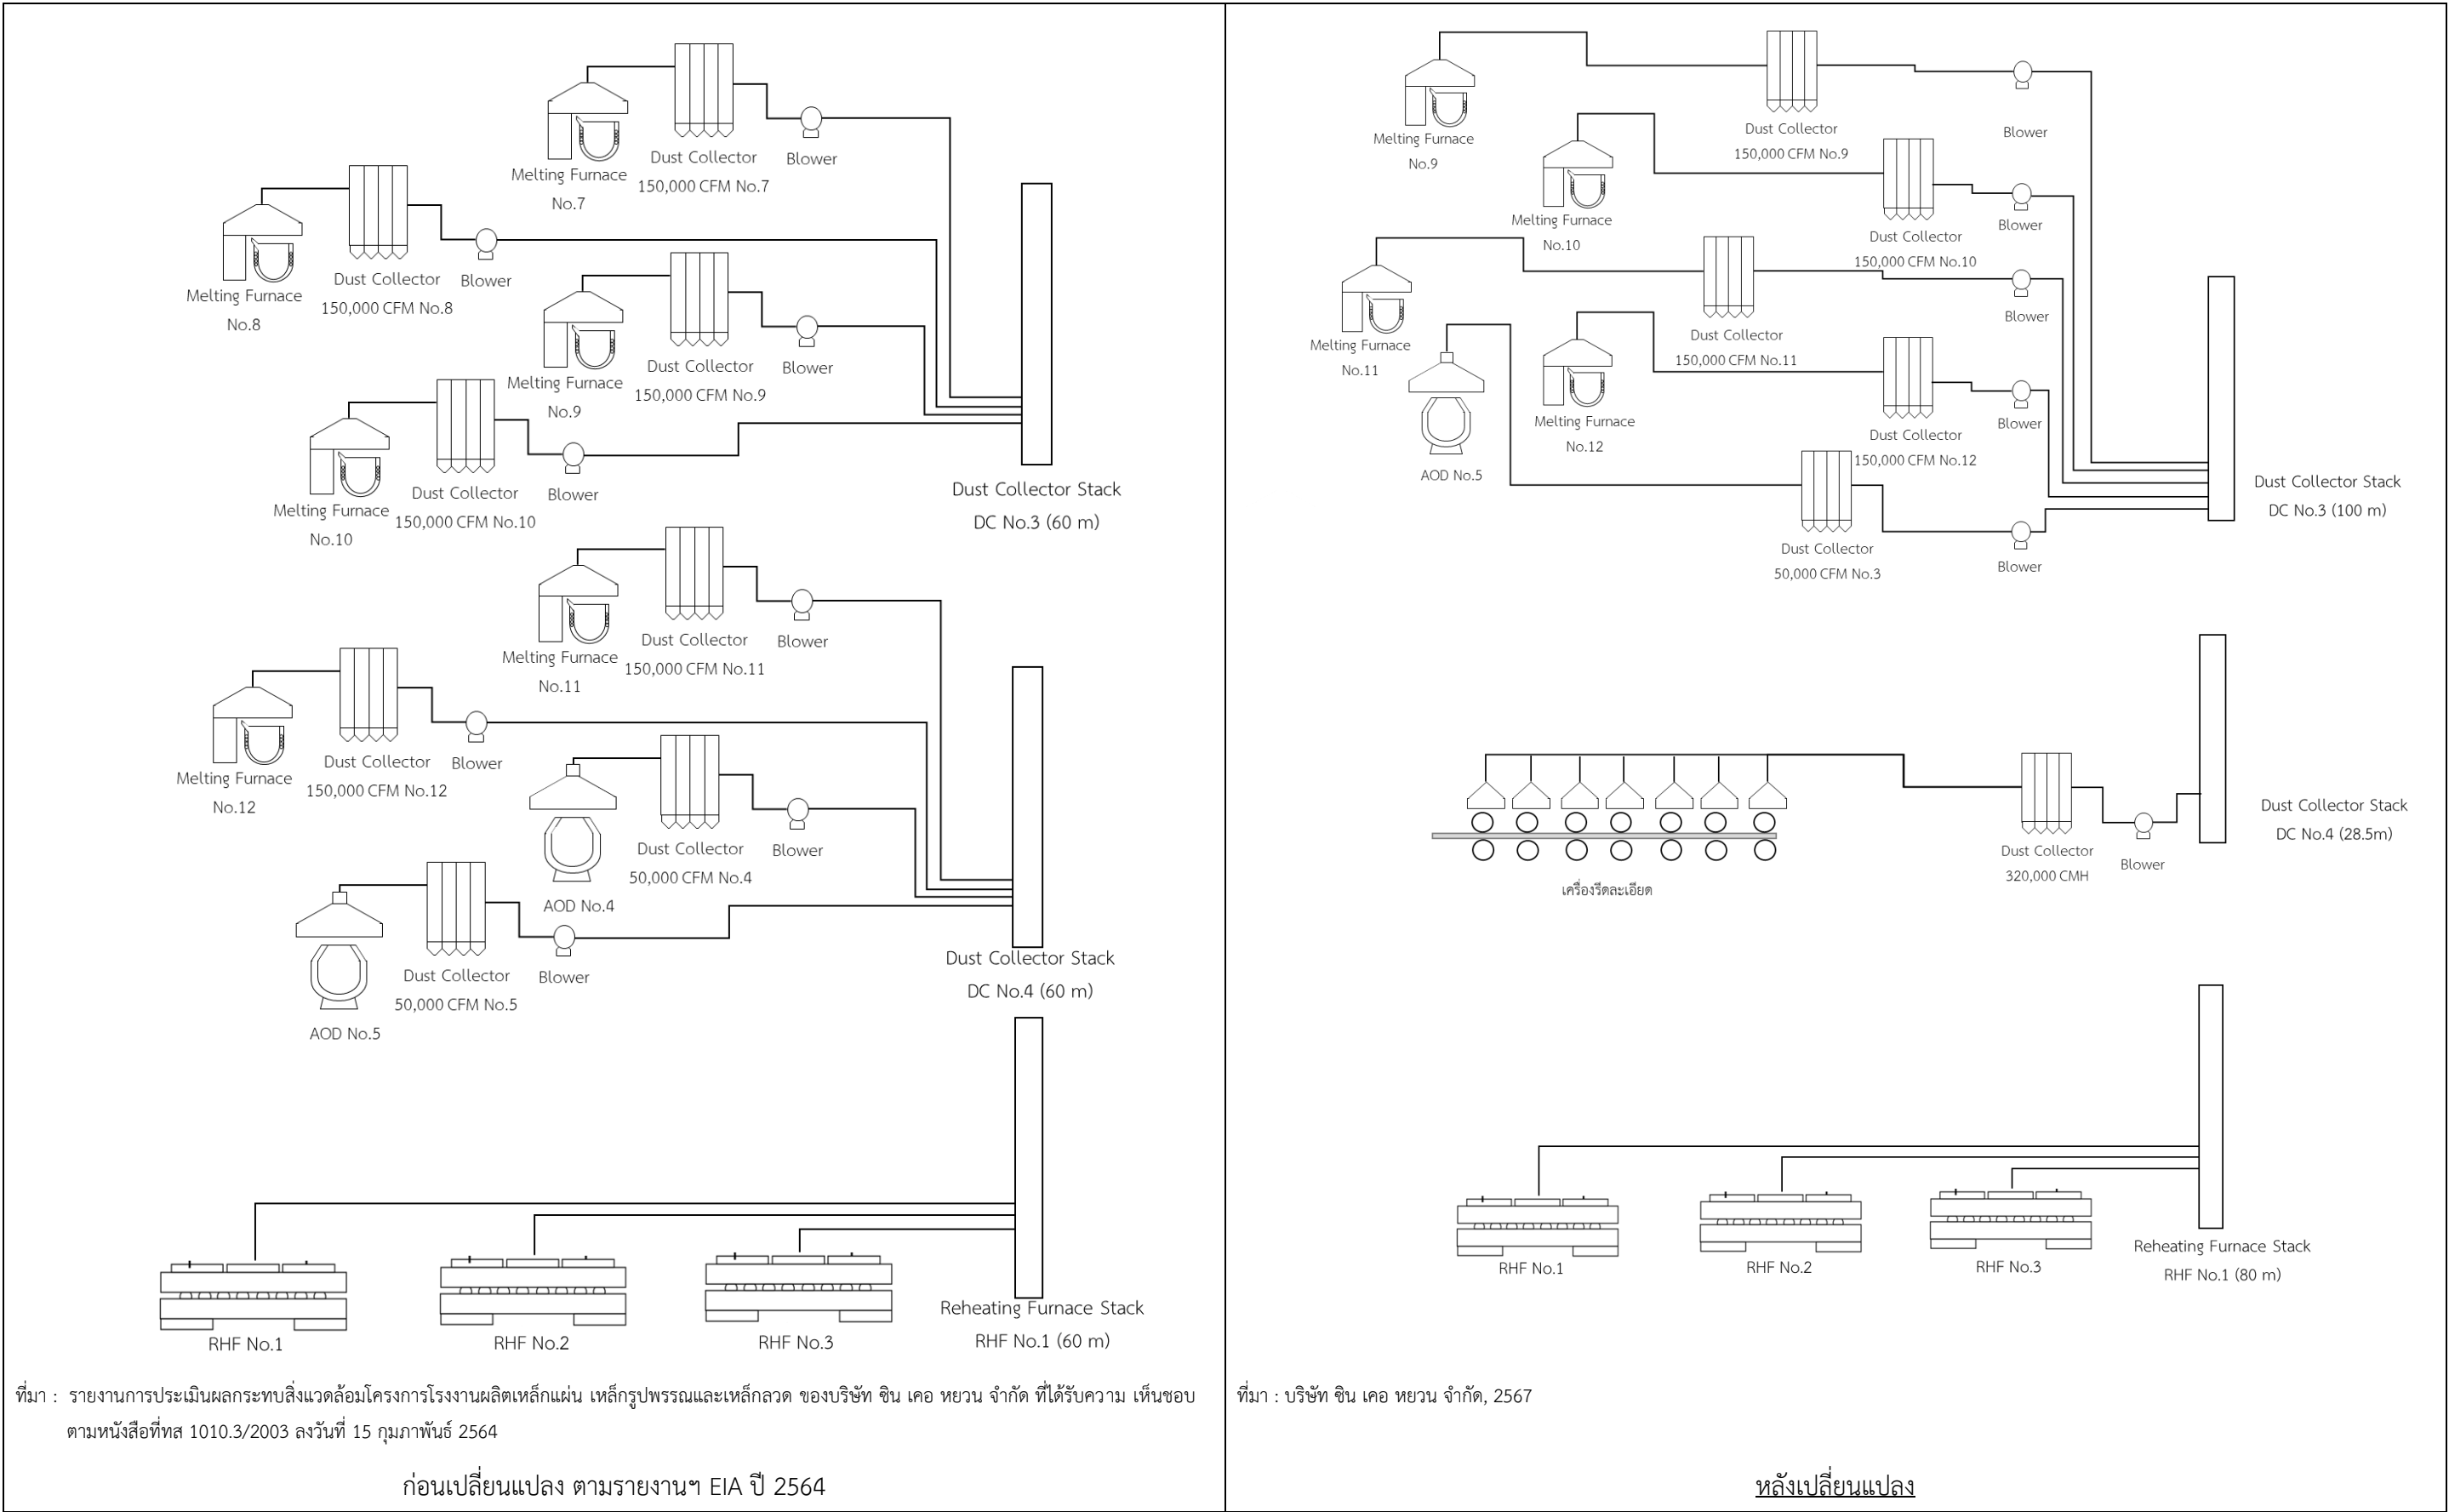 Melting Furnace
No.7
Dust Collector
150,000 CFM No.7
Blower
Melting Furnace
No.8
Dust Collector
150,000 CFM No.8
Blower
Melting Furnace
No.9
Dust Collector
150,000 CFM No.9
Blower
Melting Furnace
No.10
Dust Collector
150,000 CFM No.10
Blower
Dust Collector Stack
DC No.3 (60 m)
Melting Furnace
No.11
Dust Collector
150,000 CFM No.11
Blower
Melting Furnace
No.12
Dust Collector
150,000 CFM No.12
Blower
AOD No.4
Dust Collector
50,000 CFM No.4
Blower
AOD No.5
Dust Collector
50,000 CFM No.5
Blower
Dust Collector Stack
DC No.4 (60 m)
RHF No.1
RHF No.2
RHF No.3
Reheating Furnace Stack
RHF No.1 (60 m)
ที่มา : รายงานการประเมินผลกระทบสิ่งแวดล้อมโครงการโรงงานผลิตเหล็กแผ่น เหล็กรูปพรรณและเหล็กลวด ของบริษัท ซิน เคอ หยวน จำกัด ที่ได้รับความ เห็นชอบ
ตามหนังสือที่ทส 1010.3/2003 ลงวันที่ 15 กุมภาพันธ์ 2564
ก่อนเปลี่ยนแปลง ตามรายงานฯ EIA ปี 2564
Melting Furnace
No.9
Dust Collector
150,000 CFM No.9
Blower
Melting Furnace
No.10
Dust Collector
150,000 CFM No.10
Blower
Melting Furnace
No.11
Dust Collector
150,000 CFM No.11
Blower
Melting Furnace
No.12
Dust Collector
150,000 CFM No.12
Blower
AOD No.5
Dust Collector
50,000 CFM No.3
Blower
Dust Collector Stack
DC No.3 (100 m)
เครื่องรีดละเอียด
Dust Collector
320,000 CMH
Blower
Dust Collector Stack
DC No.4 (28.5m)
RHF No.1
RHF No.2
RHF No.3
Reheating Furnace Stack
RHF No.1 (80 m)
ที่มา : บริษัท ซิน เคอ หยวน จำกัด, 2567
หลังเปลี่ยนแปลง